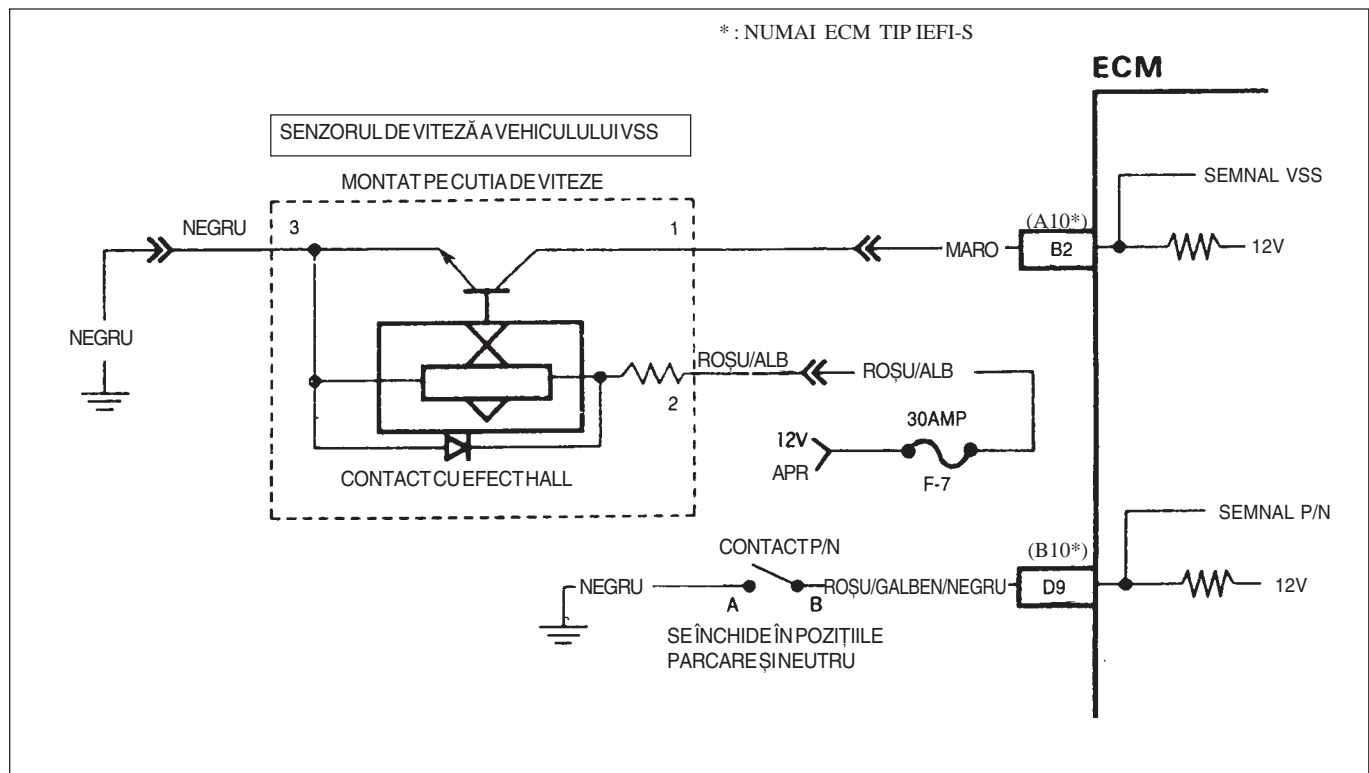 * : NUMAI ECM TIP IEFI-S
ECM
SENZORUL DE VITEZĂ A VEHICULULUI VSS
MONTAT PE CUTIA DE VITEZE
SEMNAL VSS
NEGRU
3
1
(A10*)
MARO
B2
12V
NEGRU
ROȘU/ALB
ROȘU/ALB
2
30AMP
12V
APR
F-7
CONTACT CU EFECT HALL
SEMNAL P/N
CONTACT P/N
(B10*)
NEGRU
A
B
ROȘU/GALBEN/NEGRU
D9
12V
SE ÎNCHIDE ÎN POZIȚIILE
PARCARE ȘI NEUTRU